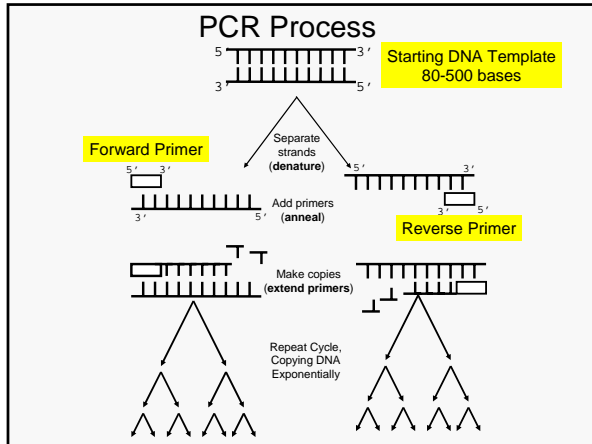 PCR Process
5' 3'
3' 5'
Starting DNA Template
80-500 bases
Separate
strands
(denature)
Forward Primer
5' 3'
3' 5'
5' 3'
3' 5'
Add primers
(anneal)
Reverse Primer
Make copies
(extend primers)
Repeat Cycle,
Copying DNA
Exponentially